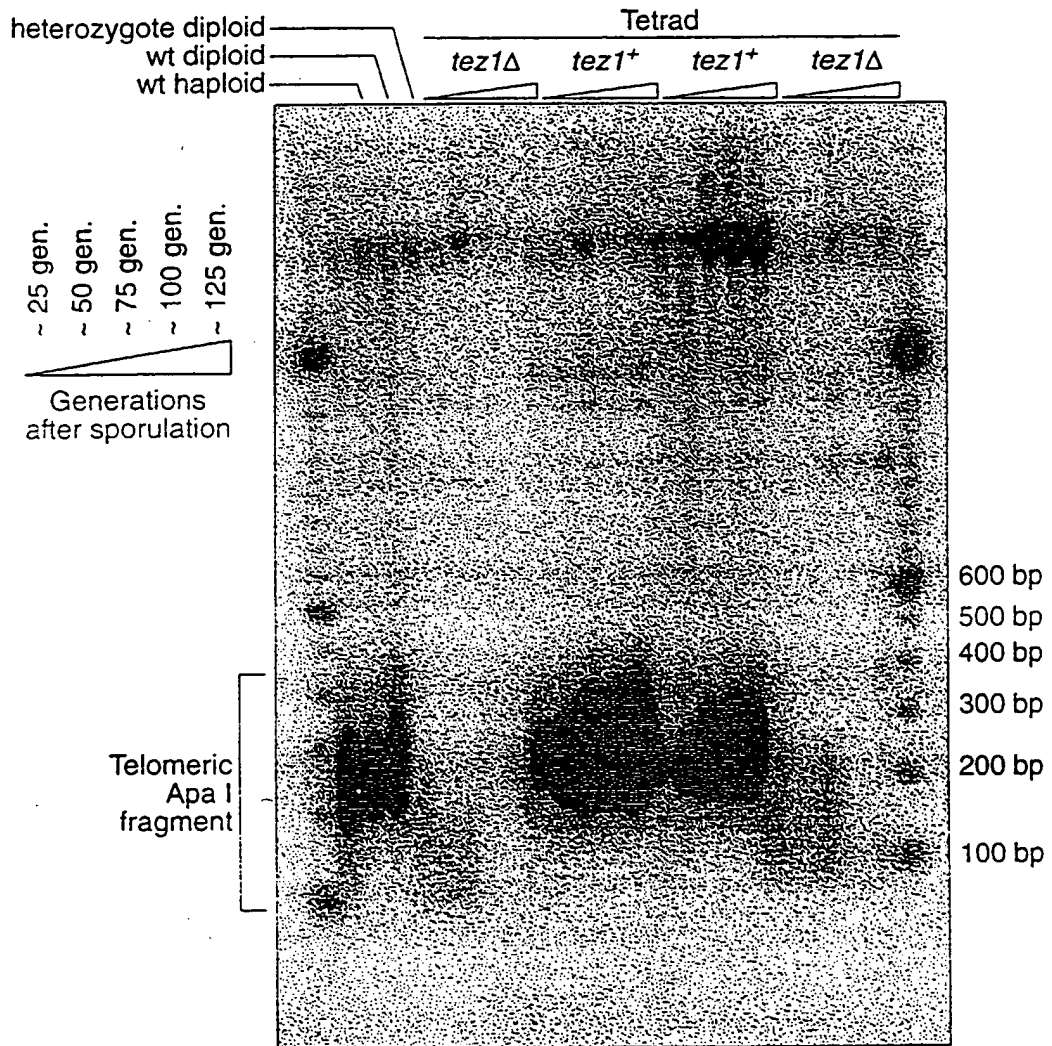 Tetrad
heterozygote diploid
wt diploid
wt haploid
tez1Δ
tez1+
tez1+
tez1Δ
~ 25 gen.
~ 50 gen.
~ 75 gen.
~ 100 gen.
~ 125 gen.
Generations
after sporulation
600 bp
500 bp
400 bp
300 bp
200 bp
100 bp
Telomeric
Apa I
fragment